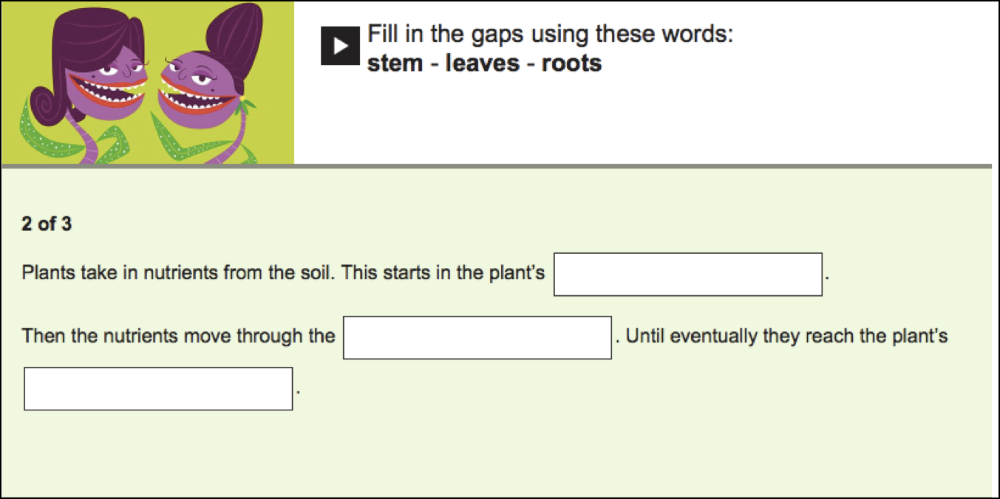 Fill in the gaps using these words:
stem - leaves - roots
2 of 3
Plants take in nutrients from the soil. This starts in the plant's .
Then the nutrients move through the . Until eventually they reach the plant's
.